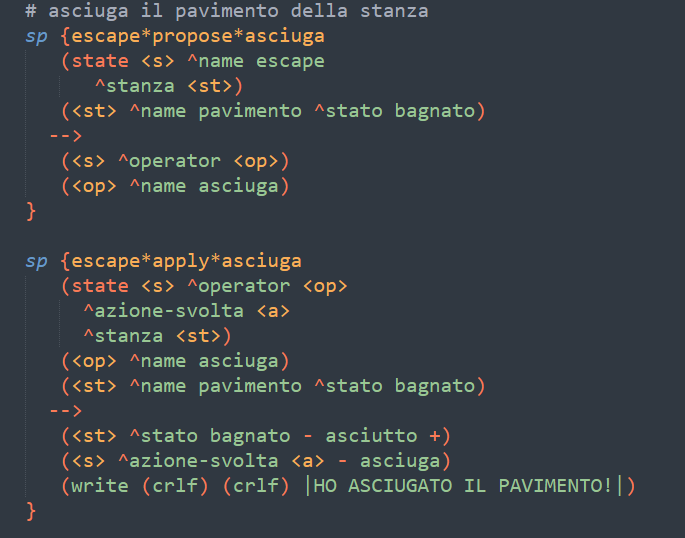 # asciuga il pavimento della stanza
sp {escape*propose*asciuga
(state <s> ^name escape
^stanza <st>)
(<st> ^name pavimento ^stato bagnato)
-->
(<s> ^operator <op>)
(<op> ^name asciuga)
}
sp {escape*apply*asciuga
(state <s> ^operator <op>
^azione-svolta <a>
^stanza <st>)
(<op> ^name asciuga)
(<st> ^name pavimento ^stato bagnato)
-->
(<st> ^stato bagnato - asciutto +)
(<s> ^azione-svolta <a> - asciuga)
(write (crlf) (crlf) |HO ASCIUGATO IL PAVIMENTO!|)
}